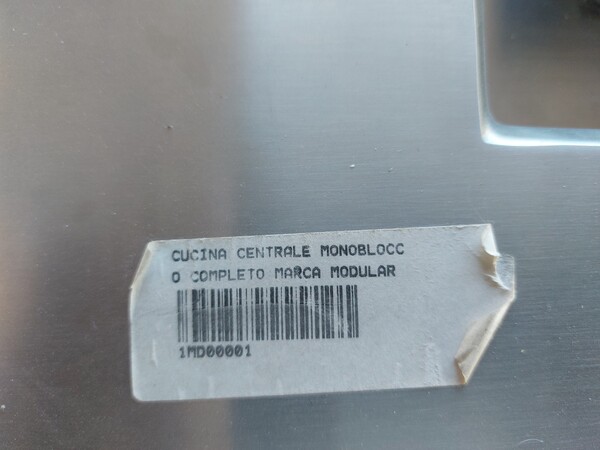 CUCINA CENTRALE MONOBLOCC
O COMPLETO MARCA MODULAR
1MD00001